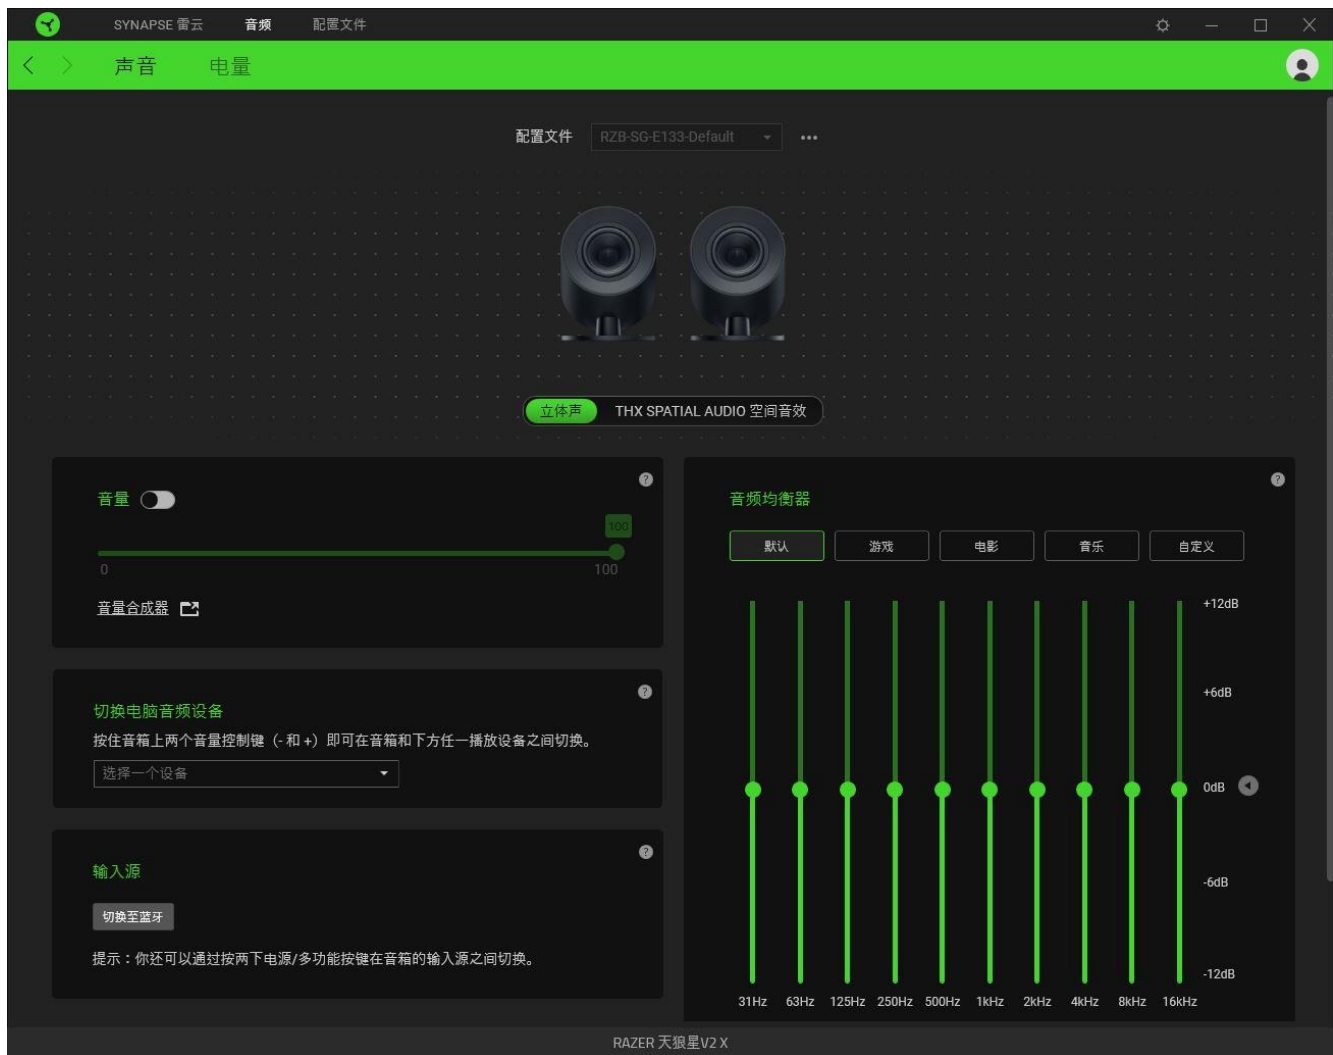 SYNAPSE 雷云 音频 配置文件
声音 电量
配置文件 RZB-SG-E133-Default
立体声 THX SPATIAL AUDIO 空间音效
音量
100
0 100
音量合成器
切换电脑音频设备
按住音箱上两个音量控制键（- 和 +）即可在音箱和下方任一播放设备之间切换。
选择一个设备
输入源
切换至蓝牙
提示：你还可以通过按两下电源/多功能按键在音箱的输入源之间切换。
音频均衡器
默认 游戏 电影 音乐 自定义
+12dB
+6dB
0dB
-6dB
-12dB
31Hz 63Hz 125Hz 250Hz 500Hz 1kHz 2kHz 4kHz 8kHz 16kHz
RAZER 天狼星V2 X